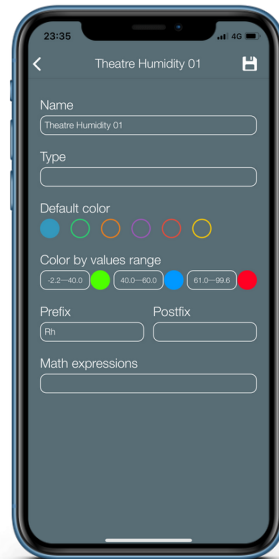 23:35
4G
Theatre Humidity 01
Name
Theatre Humidity 01
Type
Default color
Color by values range
-2.2—40.0 40.0—60.0 61.0—99.6
Prefix Postfix
Rh
Math expressions